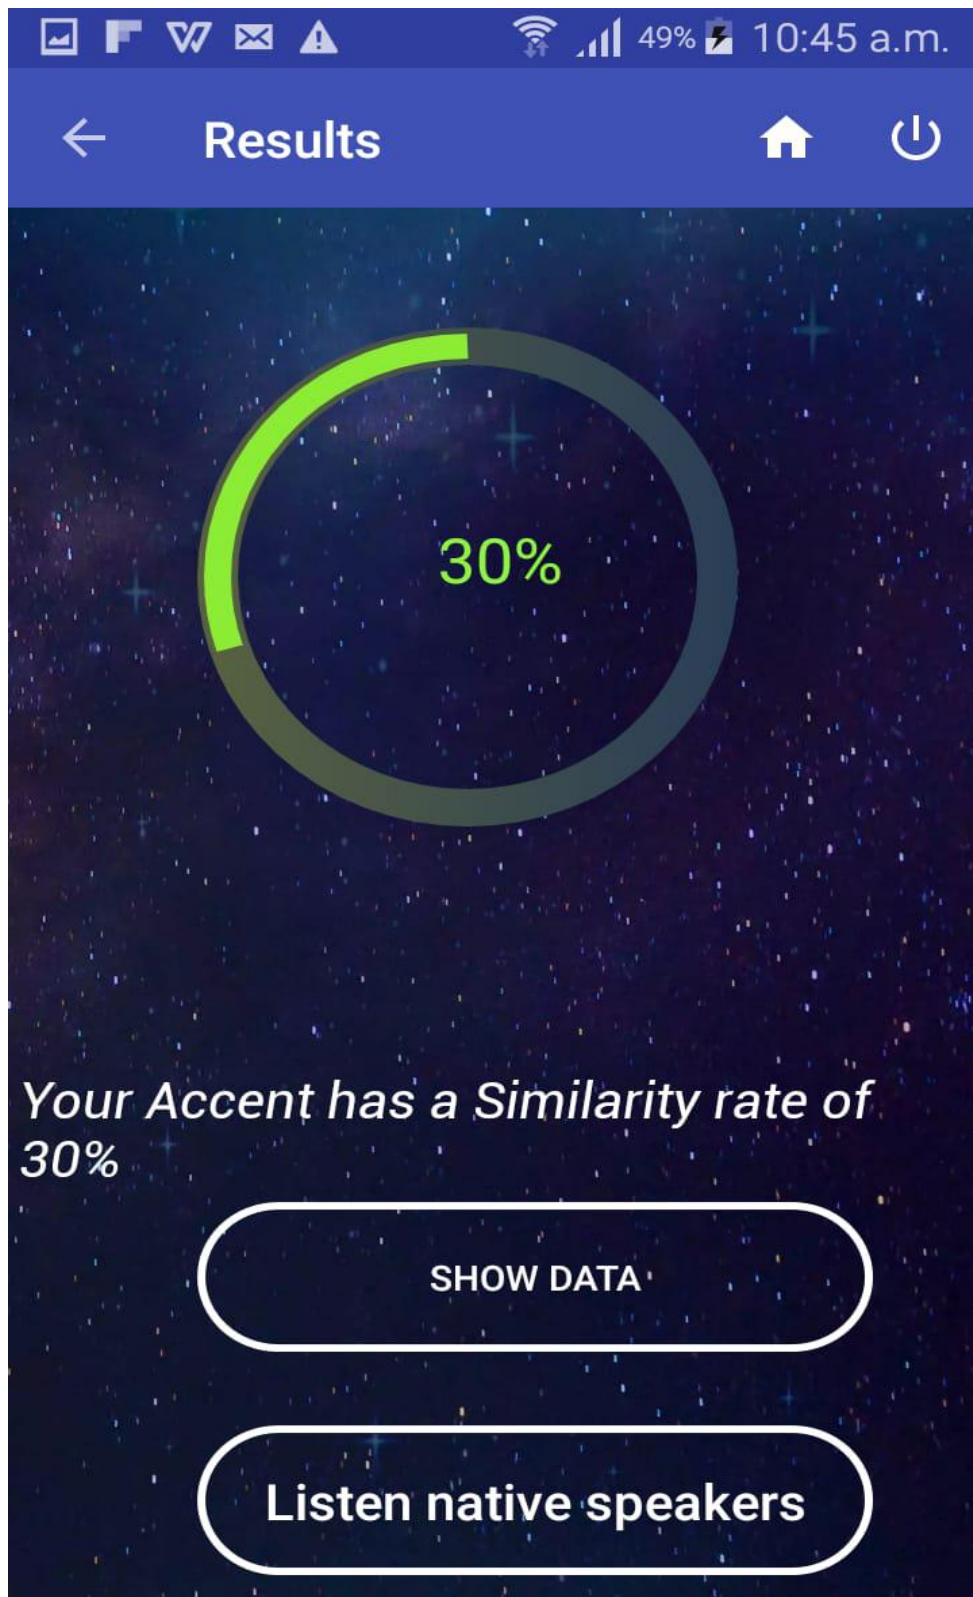 49% 10:45 a.m.
Results
30%
Your Accent has a Similarity rate of
30%
SHOW DATA
Listen native speakers